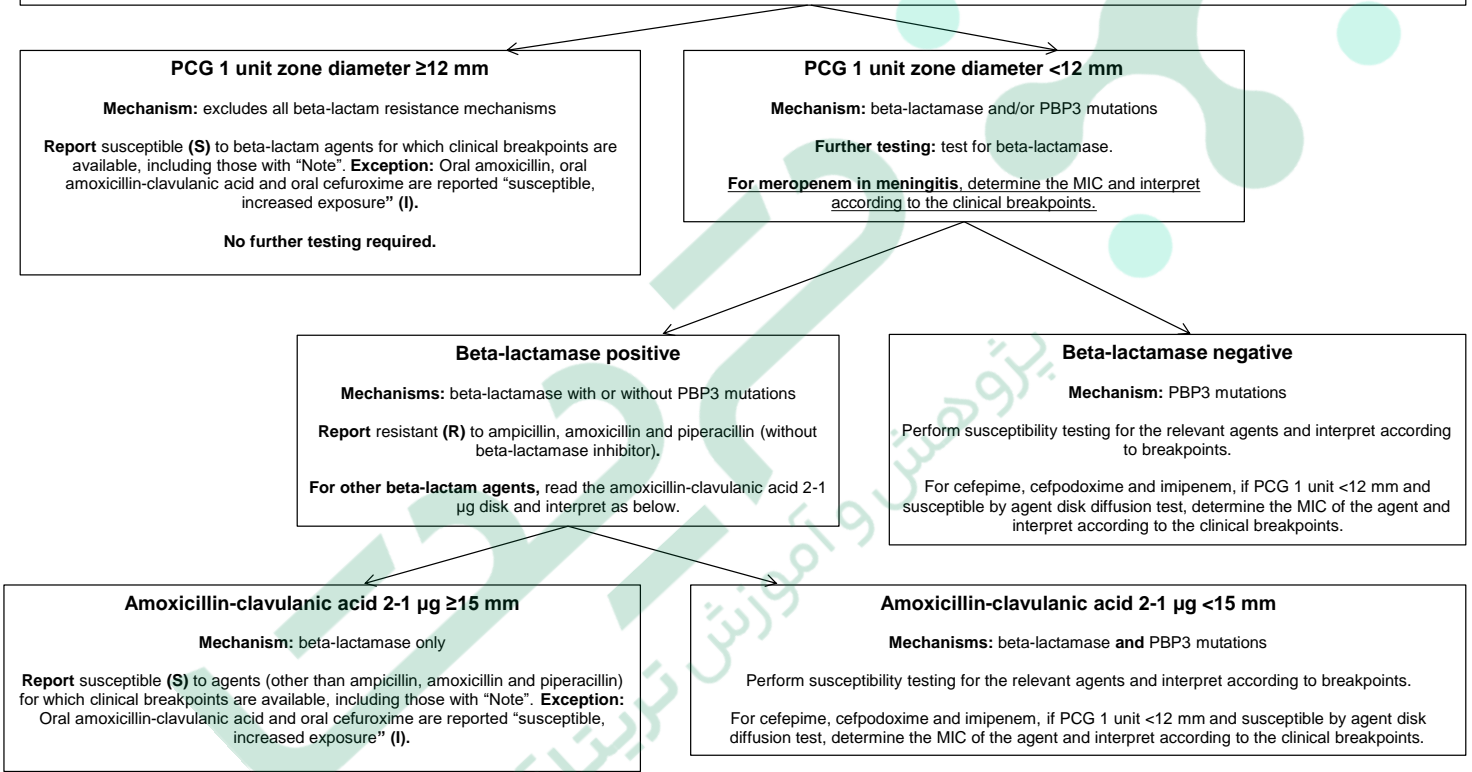 PCG 1 unit zone diameter ≥12 mm
Mechanism: excludes all beta-lactam resistance mechanisms
Report susceptible (S) to beta-lactam agents for which clinical breakpoints are
available, including those with “Note”. Exception: Oral amoxicillin, oral
amoxicillin-clavulanic acid and oral cefuroxime are reported “susceptible,
increased exposure” (I).
No further testing required.
PCG 1 unit zone diameter <12 mm
Mechanism: beta-lactamase and/or PBP3 mutations
Further testing: test for beta-lactamase.
For meropenem in meningitis, determine the MIC and interpret
according to the clinical breakpoints.
Beta-lactamase positive
Mechanisms: beta-lactamase with or without PBP3 mutations
Report resistant (R) to ampicillin, amoxicillin and piperacillin (without
beta-lactamase inhibitor).
For other beta-lactam agents, read the amoxicillin-clavulanic acid 2-1
µg disk and interpret as below.
Beta-lactamase negative
Mechanism: PBP3 mutations
Perform susceptibility testing for the relevant agents and interpret according
to breakpoints.
For cefepime, cefpodoxime and imipenem, if PCG 1 unit <12 mm and
susceptible by agent disk diffusion test, determine the MIC of the agent and
interpret according to the clinical breakpoints.
Amoxicillin-clavulanic acid 2-1 µg ≥15 mm
Mechanism: beta-lactamase only
Report susceptible (S) to agents (other than ampicillin, amoxicillin and piperacillin)
for which clinical breakpoints are available, including those with “Note”. Exception:
Oral amoxicillin-clavulanic acid and oral cefuroxime are reported “susceptible,
increased exposure” (I).
Amoxicillin-clavulanic acid 2-1 µg <15 mm
Mechanisms: beta-lactamase and PBP3 mutations
Perform susceptibility testing for the relevant agents and interpret according to breakpoints.
For cefepime, cefpodoxime and imipenem, if PCG 1 unit <12 mm and susceptible by agent disk
diffusion test, determine the MIC of the agent and interpret according to the clinical breakpoints.
پژوهش و آموزش تریتا